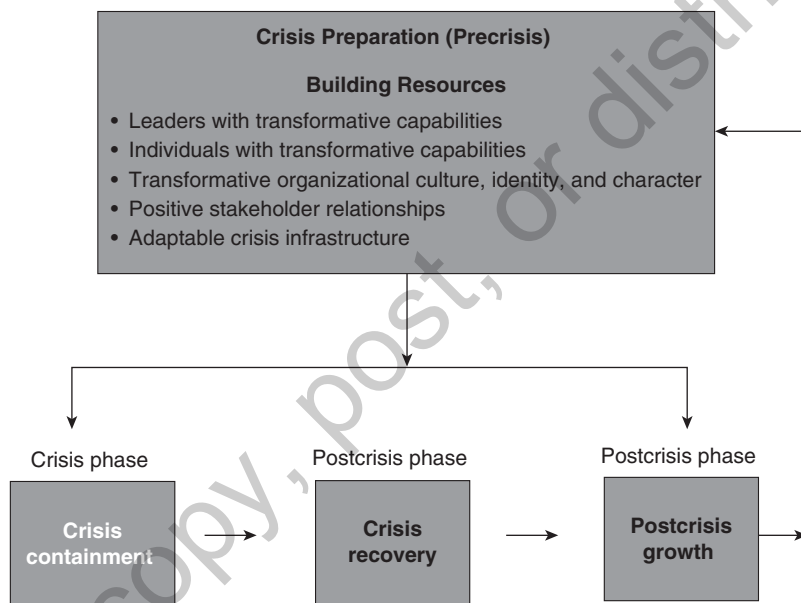 Crisis Preparation (Precrisis)
Building Resources
• Leaders with transformative capabilities
• Individuals with transformative capabilities
• Transformative organizational culture, identity, and character
• Positive stakeholder relationships
• Adaptable crisis infrastructure
Crisis phase
Crisis
containment
Postcrisis phase
Crisis
recovery
Postcrisis phase
Postcrisis
growth
copy, post, or